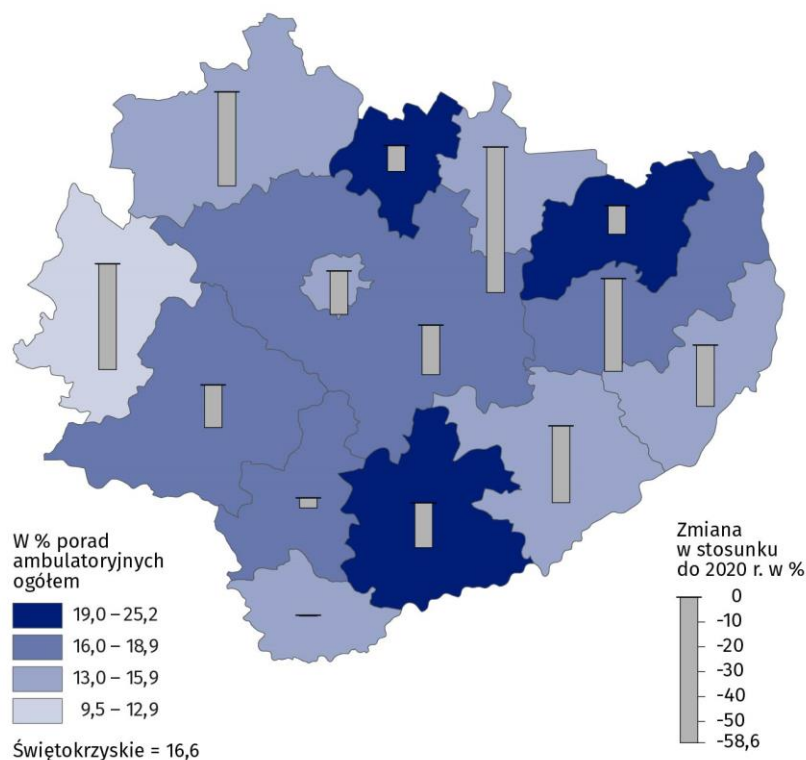 W % porad
ambulatoryjnych
ogółem
19,0 – 25,2
16,0 – 18,9
13,0 – 15,9
9,5 – 12,9
Świętokrzyskie = 16,6
Zmiana
w stosunku
do 2020 r. w %
0
-10
-20
-30
-40
-50
-58,6